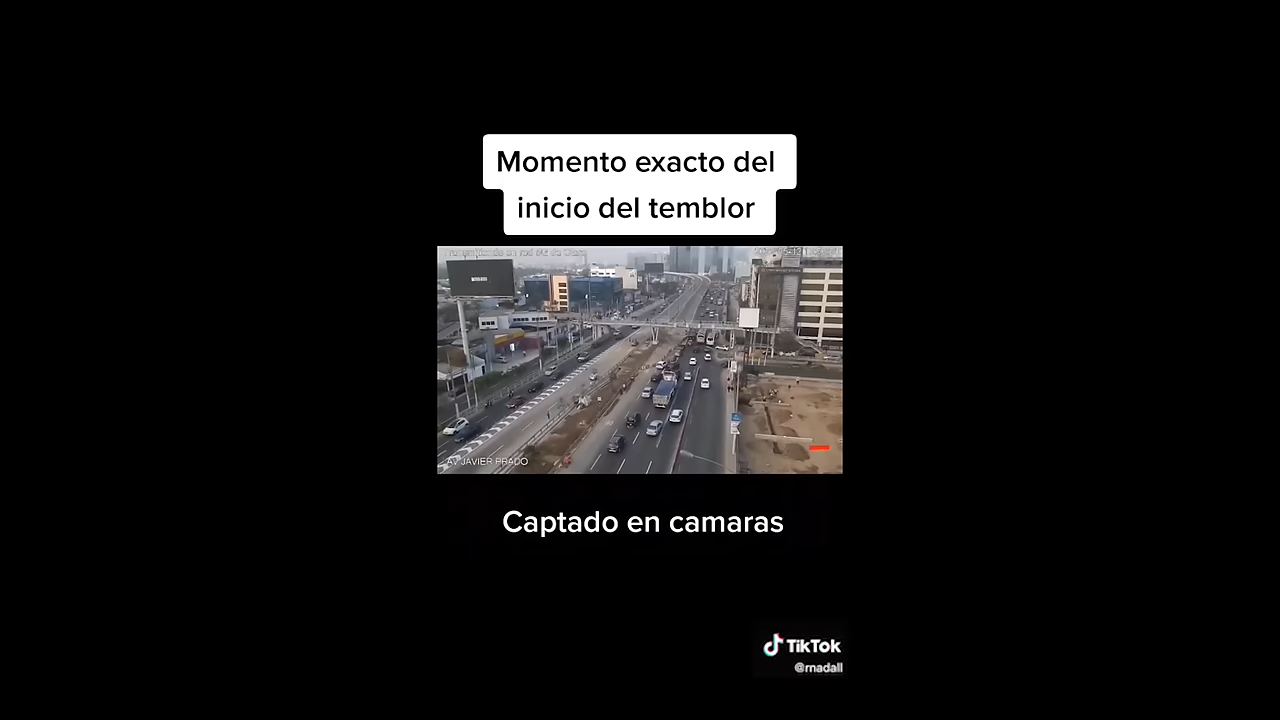 Momento exacto del
inicio del temblor
AV JAVIER PRADO
Captado en camaras
TikTok
@rnadall